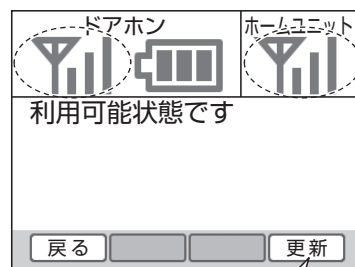 ドアホン
ホームユニット
利用可能状態です
戻る
更新